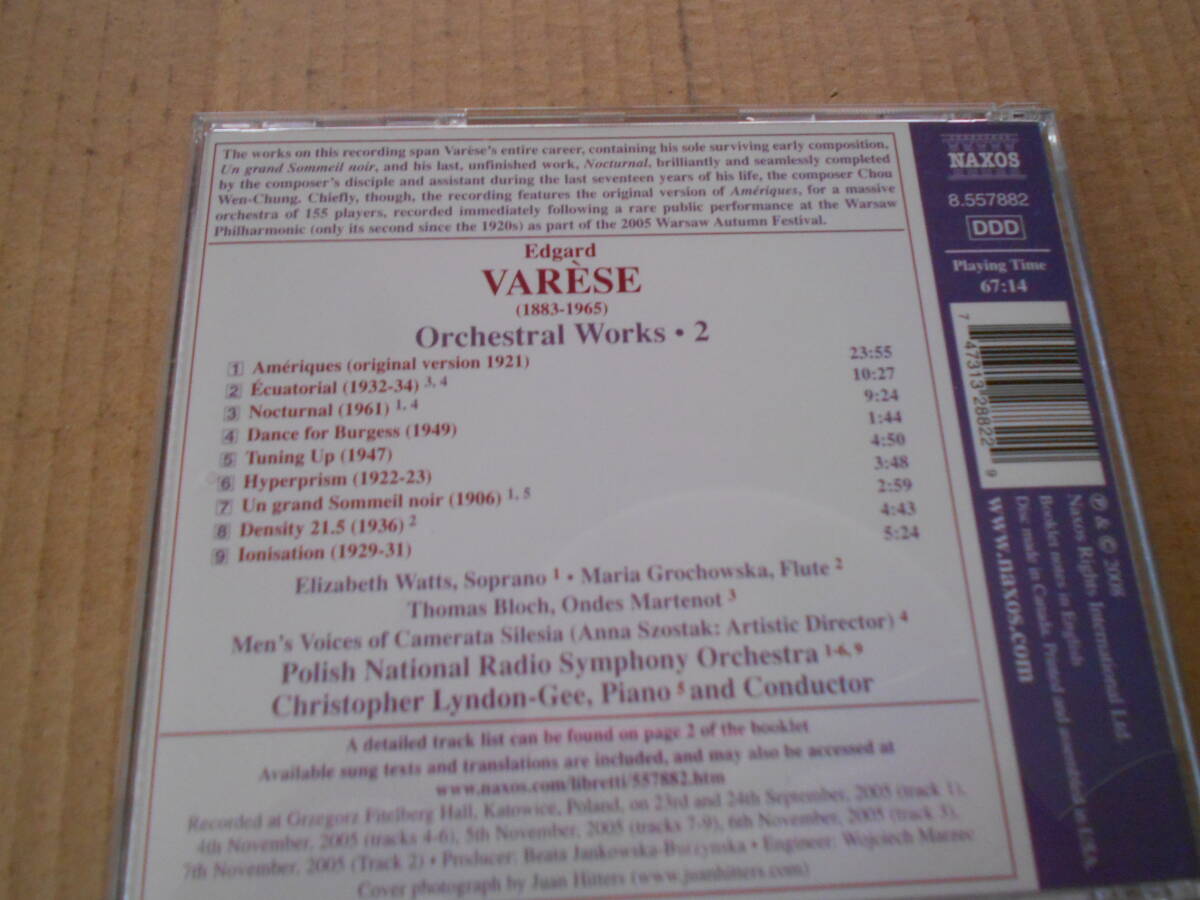 The works on this recording span Varèse's entire career, containing his sole surviving early composition,
Un grand Sommeil noir, and his last, unfinished work, Nocturnal, brilliantly and seamlessly completed
by the composer's disciple and assistant during the last seventeen years of his life, the composer Chou
Wen-Chung. Chiefly, though, the recording features the original version of Amériques, for a massive
orchestra of 155 players, recorded immediately following a rare public performance at the Warsaw
Philharmonic (only its second since the 1920s) as part of the 2005 Warsaw Autumn Festival.
Edgard
VARÈSE
(1883-1965)
Orchestral Works • 2
1 Amériques (original version 1921) 23:55
2 Écuatorial (1932-34) 3, 4 10:27
3 Nocturnal (1961) 1, 4 9:24
4 Dance for Burgess (1949) 1:44
5 Tuning Up (1947) 4:50
6 Hyperprism (1922-23) 3:48
7 Un grand Sommeil noir (1906) 1, 5 2:59
8 Density 21.5 (1936) 2 4:43
9 Ionisation (1929-31) 5:24
Elizabeth Watts, Soprano 1 • Maria Grochowska, Flute 2
Thomas Bloch, Ondes Martenot 3
Men's Voices of Camerata Silesia (Anna Szostak: Artistic Director) 4
Polish National Radio Symphony Orchestra 1-6, 9
Christopher Lyndon-Gee, Piano 5 and Conductor
A detailed track list can be found on page 2 of the booklet
Available sung texts and translations are included, and may also be accessed at
www.naxos.com/libretti/557882.htm
Recorded at Grzegorz Fitelberg Hall, Katowice, Poland, on 23rd and 24th September, 2005 (track 1),
4th November, 2005 (tracks 4-6), 5th November, 2005 (tracks 7-9), 6th November, 2005 (track 3),
7th November, 2005 (Track 2) • Producer: Beata Jankowska-Burzynska • Engineer: Wojciech Marzec
Cover photograph by Juan Hitters (www.juanhitters.com)
NAXOS
8.557882
DDD
Playing Time
67:14
7 47313 28822 9
℗ & © 2008
Naxos Rights International Ltd
Booklet notes in English
Disc made in Canada. Printed and assembled in U.S.A.
www.naxos.com